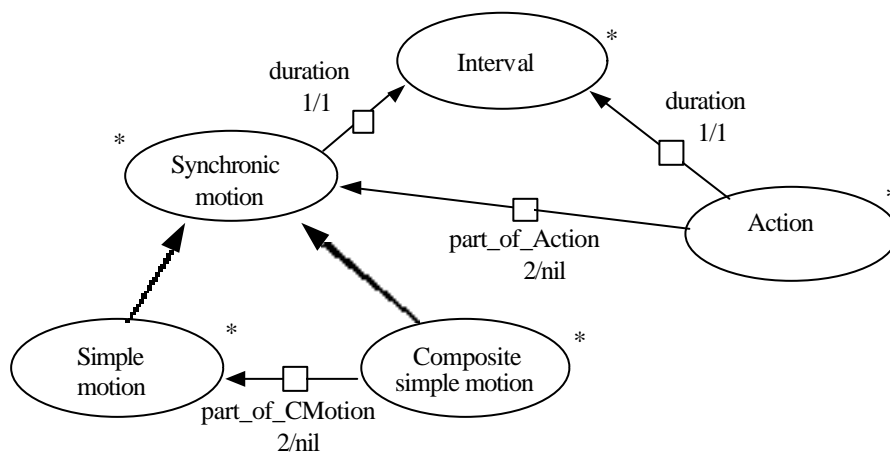 *
Interval
duration
1/1
duration
1/1
*
Synchronic
motion
*
Action
part_of_Action
2/nil
*
Simple
motion
*
Composite
simple motion
part_of_CMotion
2/nil
*